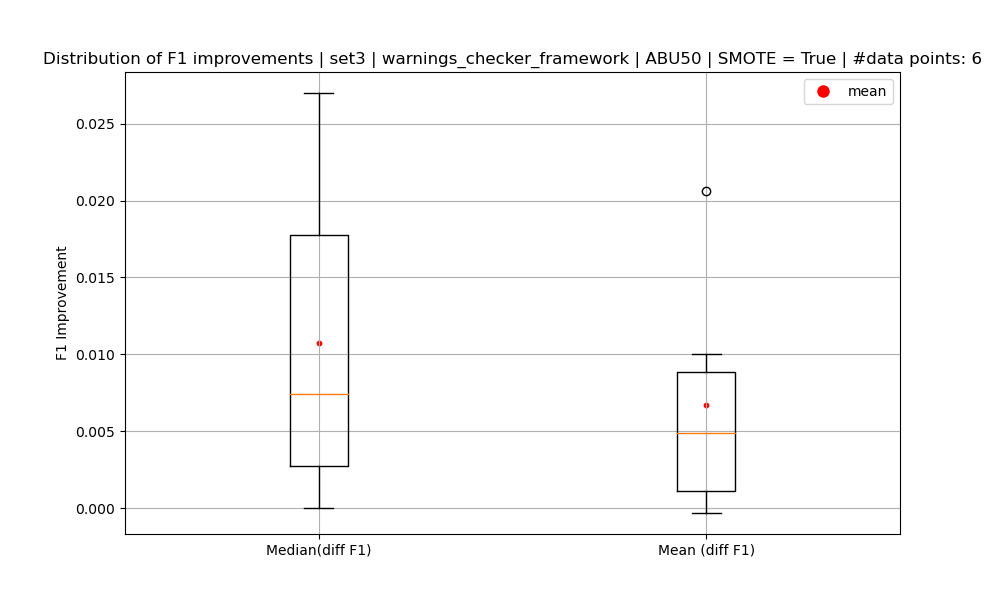 Distribution of F1 improvements | set3 | warnings_checker_framework | ABU50 | SMOTE = True | #data points: 6
mean
0.025
0.020
0.015
0.010
0.005
0.000
F1 Improvement
Median(diff F1)
Mean (diff F1)